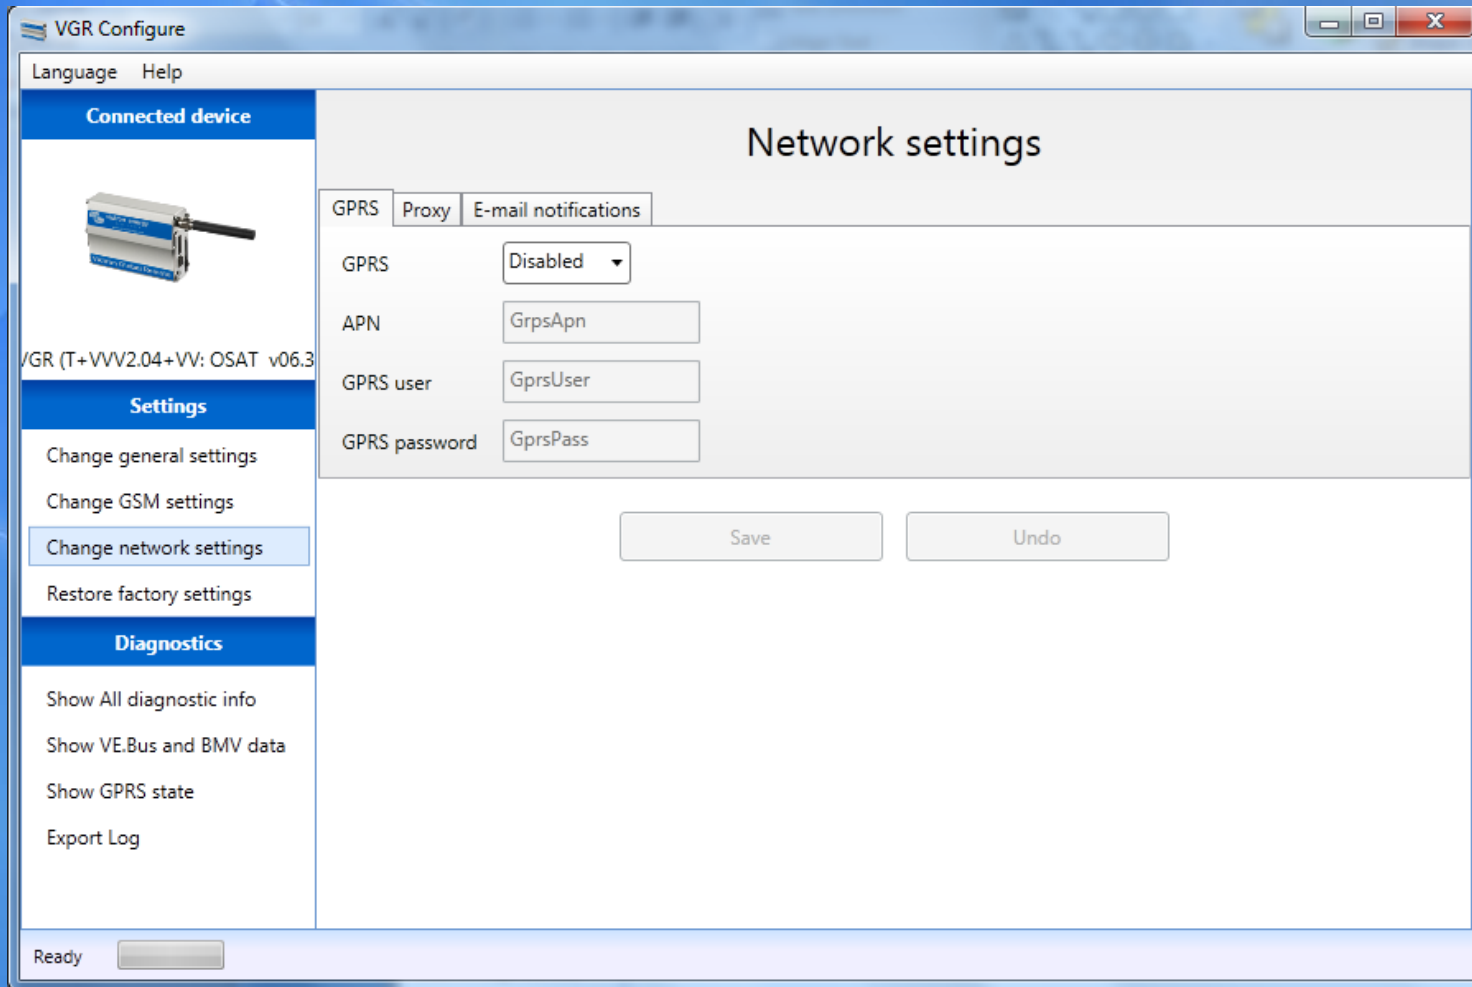 VGR Configure
Language Help
Connected device
VGR (T+VVV2.04+VV: OSAT v06.3
Settings
Change general settings
Change GSM settings
Change network settings
Restore factory settings
Diagnostics
Show All diagnostic info
Show VE.Bus and BMV data
Show GPRS state
Export Log
Network settings
GPRS Proxy E-mail notifications
GPRS Disabled
APN GrpsApn
GPRS user GprsUser
GPRS password GprsPass
Save Undo
Ready